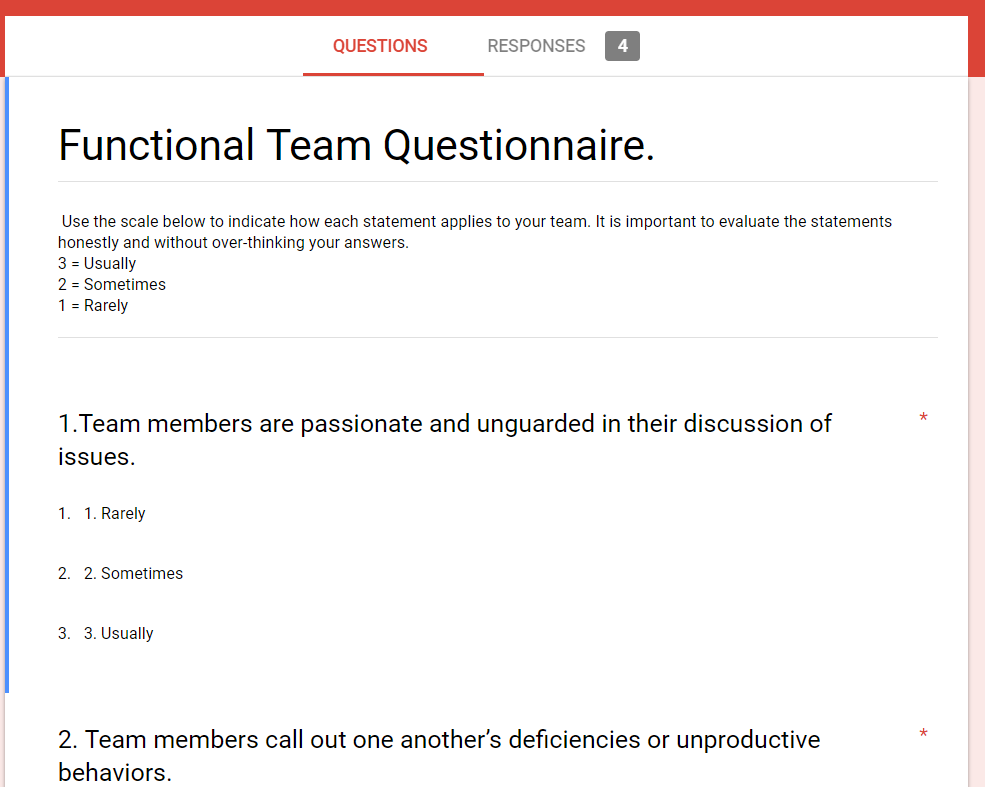 QUESTIONS RESPONSES 4
Functional Team Questionnaire.
Use the scale below to indicate how each statement applies to your team. It is important to evaluate the statements
honestly and without over-thinking your answers.
3 = Usually
2 = Sometimes
1 = Rarely
1.Team members are passionate and unguarded in their discussion of *
issues.
1. 1. Rarely
2. 2. Sometimes
3. 3. Usually
2. Team members call out one another’s deficiencies or unproductive *
behaviors.